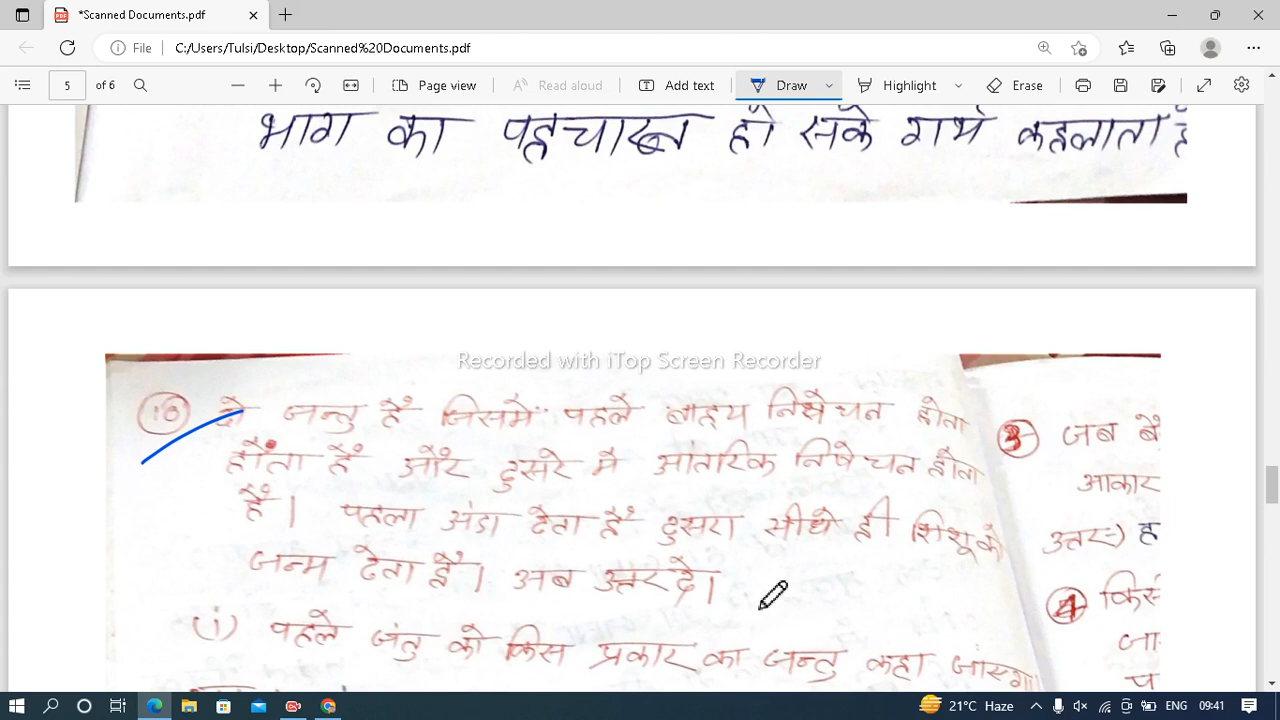 *Scanned Documents.pdf
File
C:/Users/Tulsi/Desktop/Scanned%20Documents.pdf
5 of 6
Page view
Read aloud
Add text
Draw
Highlight
Erase
भाग का पहचान हो सके गर्भ कहलाता है
Recorded with iTop Screen Recorder
10 दो जन्तु है जिसमें पहले बाह्य निषेचन होता
होता है और दुसरे में आंतरिक निषेचन होता
है। पहला अंडा देता है दुसरा सीधे ही शिशू को
जन्म देता है। अब उत्तर दे।
(i) पहले जंतु को किस प्रकार का जन्तु कहा जाएगा
3 जब बै
आकार
उत्तर:-) ह
4 किसं
जा
प
21°C Haze
ENG
09:41